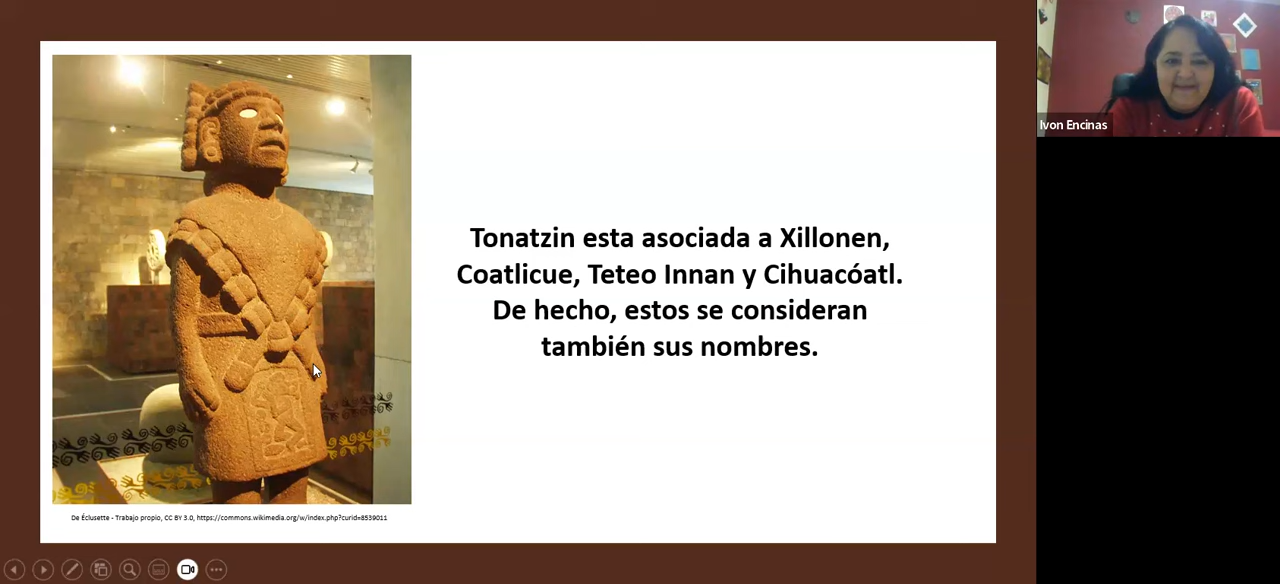 Tonatzin esta asociada a Xillonen,
Coatlicue, Teteo Innan y Cihuacóatl.
De hecho, estos se consideran
también sus nombres.
De Éclusette - Trabajo propio, CC BY 3.0, https://commons.wikimedia.org/w/index.php?curid=8539011
Ivon Encinas